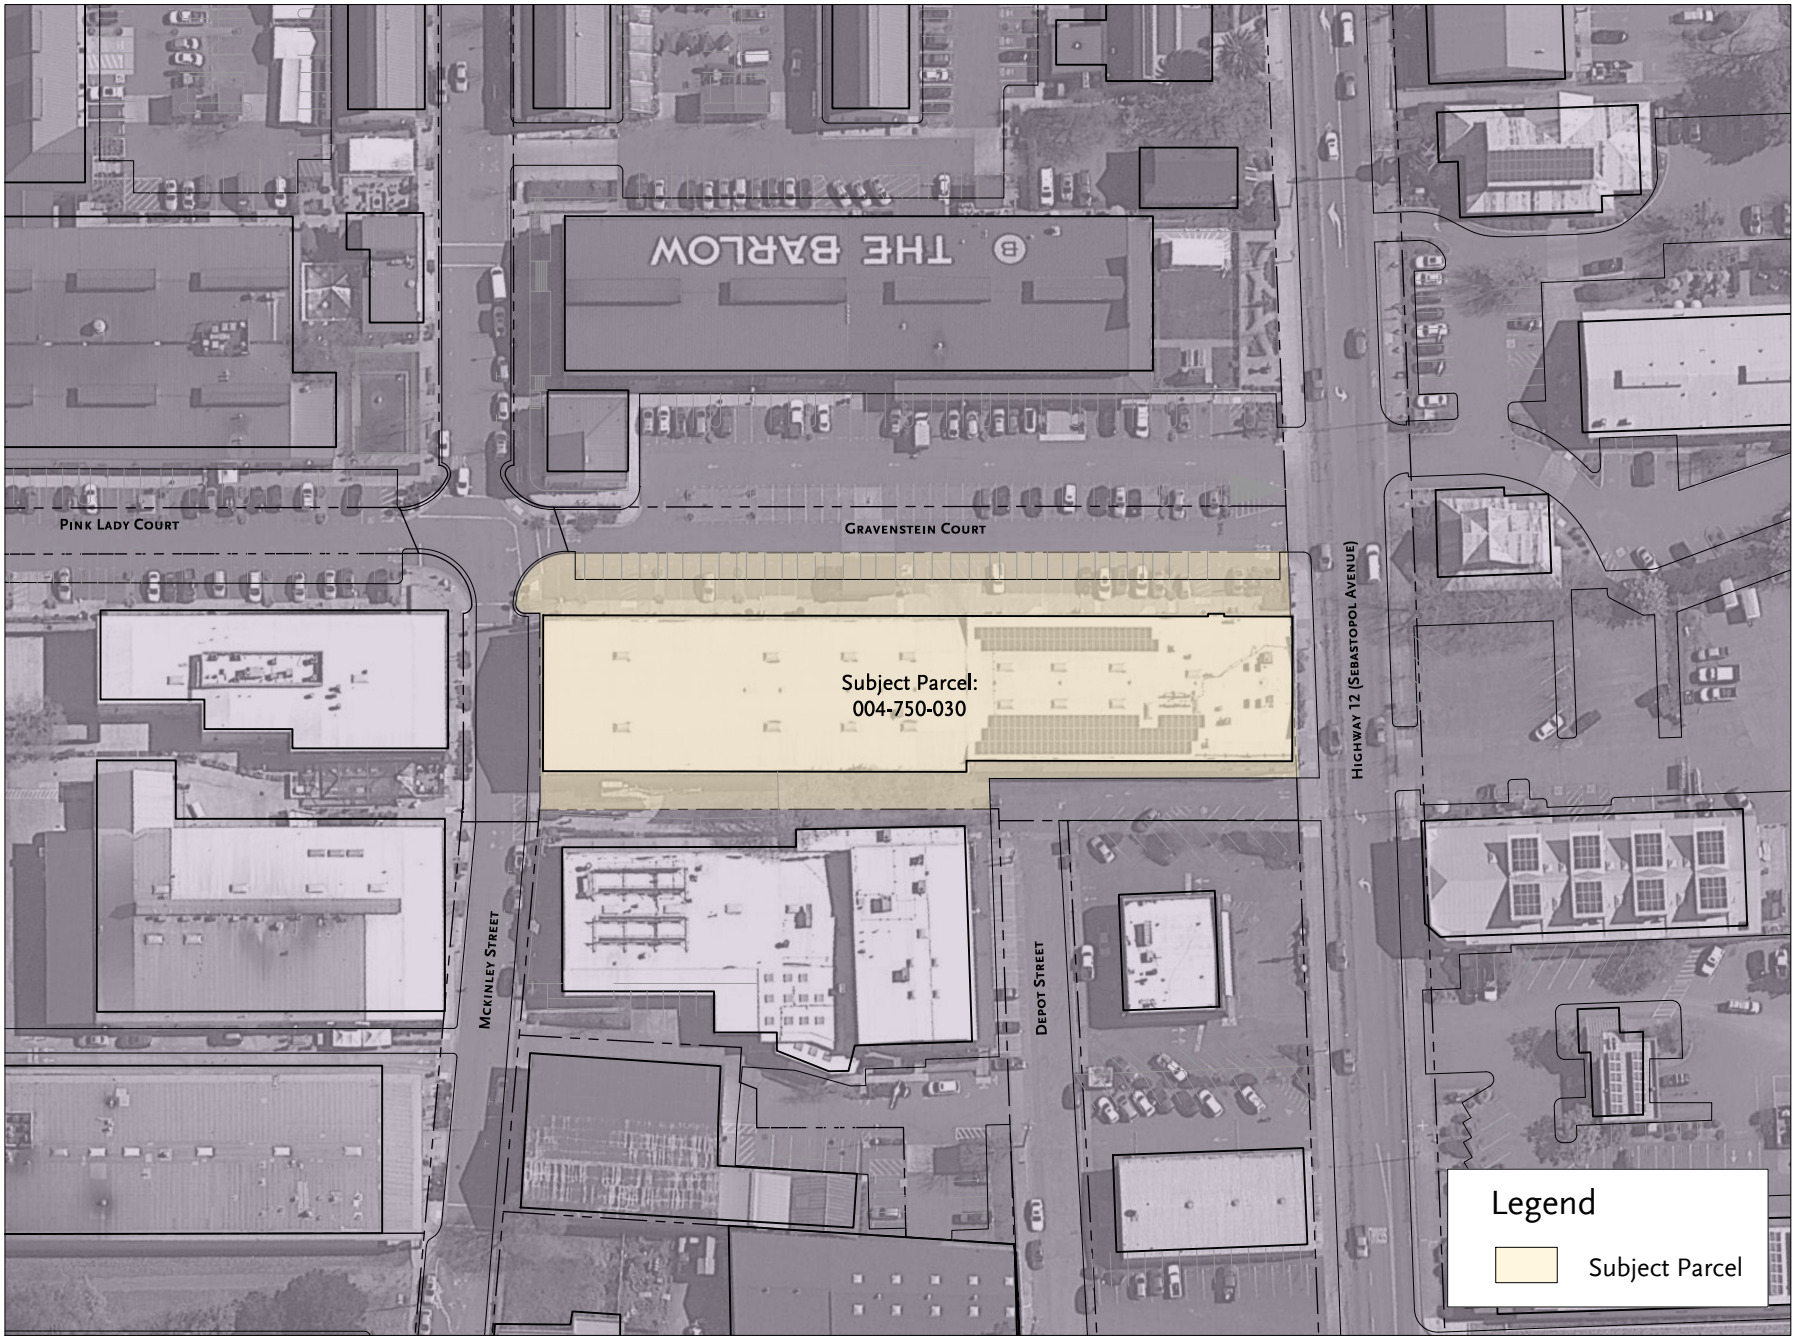 Ⓑ THE BARLOW
PINK LADY COURT
GRAVENSTEIN COURT
Subject Parcel:
004-750-030
HIGHWAY 12 (SEBASTOPOL AVENUE)
MCKINLEY STREET
DEPOT STREET
Legend
Subject Parcel